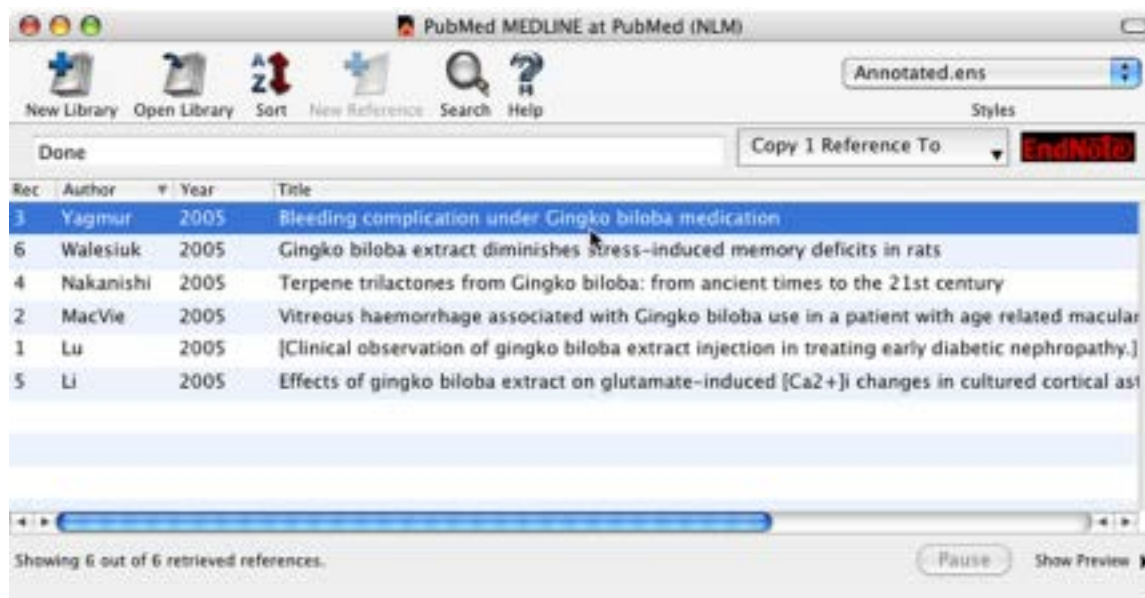 PubMed MEDLINE at PubMed (NLM)
New Library Open Library Sort New Reference Search Help
Annotated.ens
Styles
Done
Copy 1 Reference To
EndNote
Rec Author Year Title
3 Yagmur 2005 Bleeding complication under Gingko biloba medication
6 Walesiuk 2005 Gingko biloba extract diminishes stress-induced memory deficits in rats
4 Nakanishi 2005 Terpene trilactones from Gingko biloba: from ancient times to the 21st century
2 MacVie 2005 Vitreous haemorrhage associated with Gingko biloba use in a patient with age related macular
1 Lu 2005 [Clinical observation of gingko biloba extract injection in treating early diabetic nephropathy.]
5 Li 2005 Effects of gingko biloba extract on glutamate-induced [Ca2+]i changes in cultured cortical ast
Showing 6 out of 6 retrieved references.
Pause
Show Preview